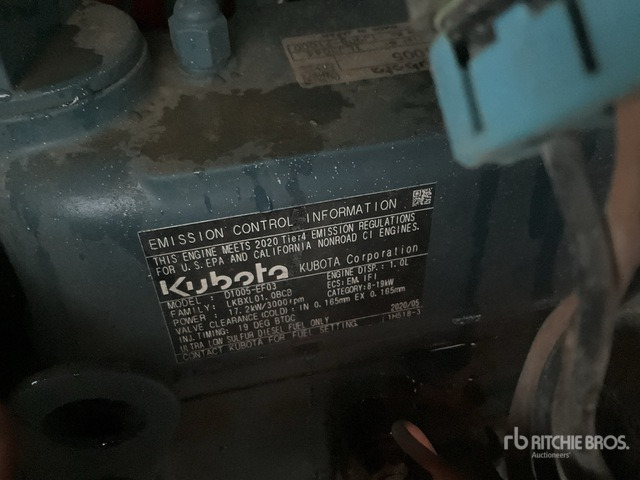 EMISSION CONTROL INFORMATION
THIS ENGINE MEETS 2020 Tier4 EMISSION REGULATIONS
FOR U.S.EPA AND CALIFORNIA NONROAD CI ENGINES.
Kubota KUBOTA Corporation
MODEL: D1005-EF03 ENGINE DISP.: 1.0L
FAMILY: LKBXL01.0BCD ECS: EM, IFI
POWER: 17.2kW/3000rpm CATEGORY: 8-19kW
VALVE CLEARANCE(COLD): IN 0.165mm EX 0.165mm
INJ.TIMING: 19 DEG BTDC 2020/05
ULTRA LOW SULFUR DIESEL FUEL ONLY
CONTACT KUBOTA FOR FUEL SETTING.
rb RITCHIE BROS.
Auctioneers